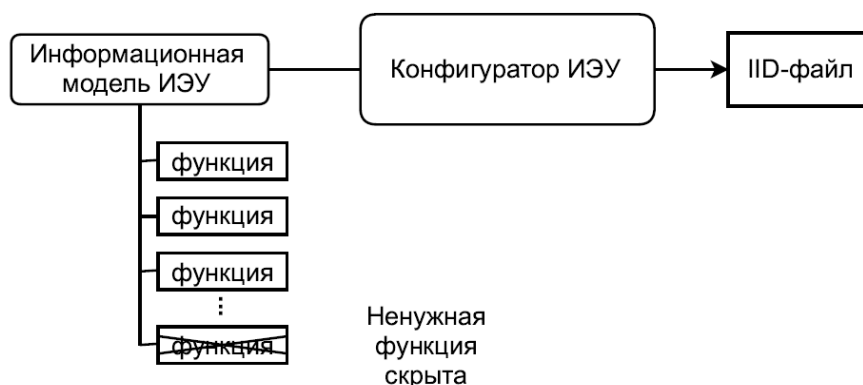 Информационная
модель ИЭУ
Конфигуратор ИЭУ
IID-файл
функция
функция
функция
...
функция
Ненужная
функция
скрыта